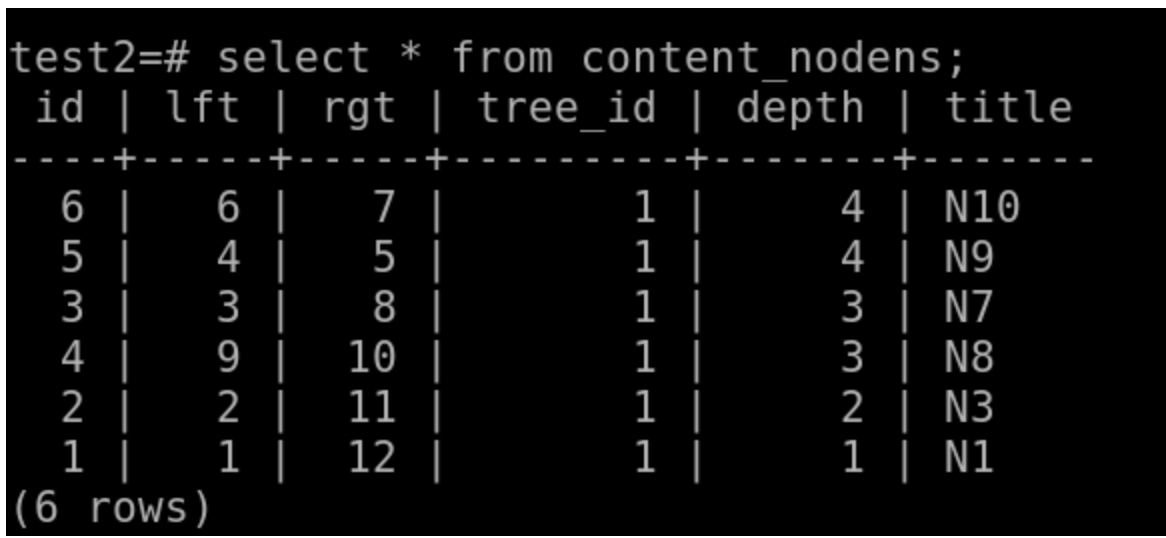 test2=# select * from content_nodens;
 id | lft | rgt | tree_id | depth | title
----+-----+-----+---------+-------+-------
  6 |   6 |   7 |       1 |     4 | N10
  5 |   4 |   5 |       1 |     4 | N9
  3 |   3 |   8 |       1 |     3 | N7
  4 |   9 |  10 |       1 |     3 | N8
  2 |   2 |  11 |       1 |     2 | N3
  1 |   1 |  12 |       1 |     1 | N1
(6 rows)